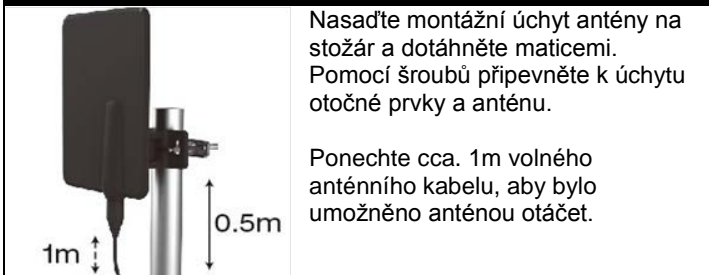 Nasaďte montážní úchyt antény na
stožár a dotáhněte maticemi.
Pomocí šroubů připevněte k úchytu
otočné prvky a anténu.
Ponechte cca. 1m volného
anténního kabelu, aby bylo
umožněno anténou otáčet.
0.5m
1m